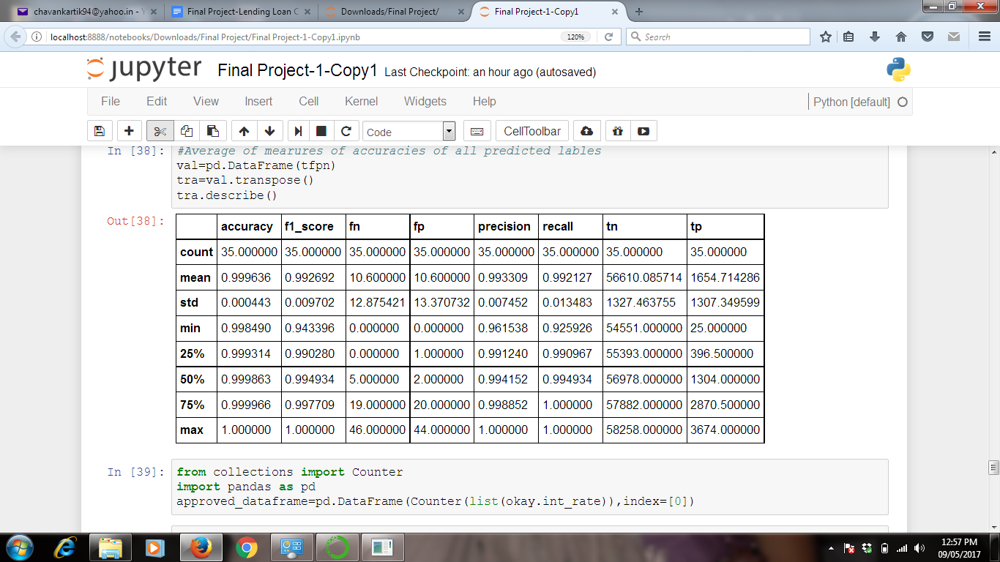 chavankartik94@yahoo.in - Y
Final Project-Lending Loan C
Downloads/Final Project/
Final Project-1-Copy1
localhost:8888/notebooks/Downloads/Final Project/Final Project-1-Copy1.ipynb
120%
Search
jupyter Final Project-1-Copy1 Last Checkpoint: an hour ago (autosaved)
File Edit View Insert Cell Kernel Widgets Help
Python [default]
Code
CellToolbar
In [38]: #Average of mearures of accuracies of all predicted lables
val=pd.DataFrame(tfpn)
tra=val.transpose()
tra.describe()
Out[38]:
accuracy f1_score fn fp precision recall tn tp
count 35.000000 35.000000 35.000000 35.000000 35.000000 35.000000 35.000000 35.000000
mean 0.999636 0.992692 10.600000 10.600000 0.993309 0.992127 56610.085714 1654.714286
std 0.000443 0.009702 12.875421 13.370732 0.007452 0.013483 1327.463755 1307.349599
min 0.998490 0.943396 0.000000 0.000000 0.961538 0.925926 54551.000000 25.000000
25% 0.999314 0.990280 0.000000 1.000000 0.991240 0.990967 55393.000000 396.500000
50% 0.999863 0.994934 5.000000 2.000000 0.994152 0.994934 56978.000000 1304.000000
75% 0.999966 0.997709 19.000000 20.000000 0.998852 1.000000 57882.000000 2870.500000
max 1.000000 1.000000 46.000000 44.000000 1.000000 1.000000 58258.000000 3674.000000
In [39]: from collections import Counter
import pandas as pd
approved_dataframe=pd.DataFrame(Counter(list(okay.int_rate)),index=[0])
12:57 PM
09/05/2017